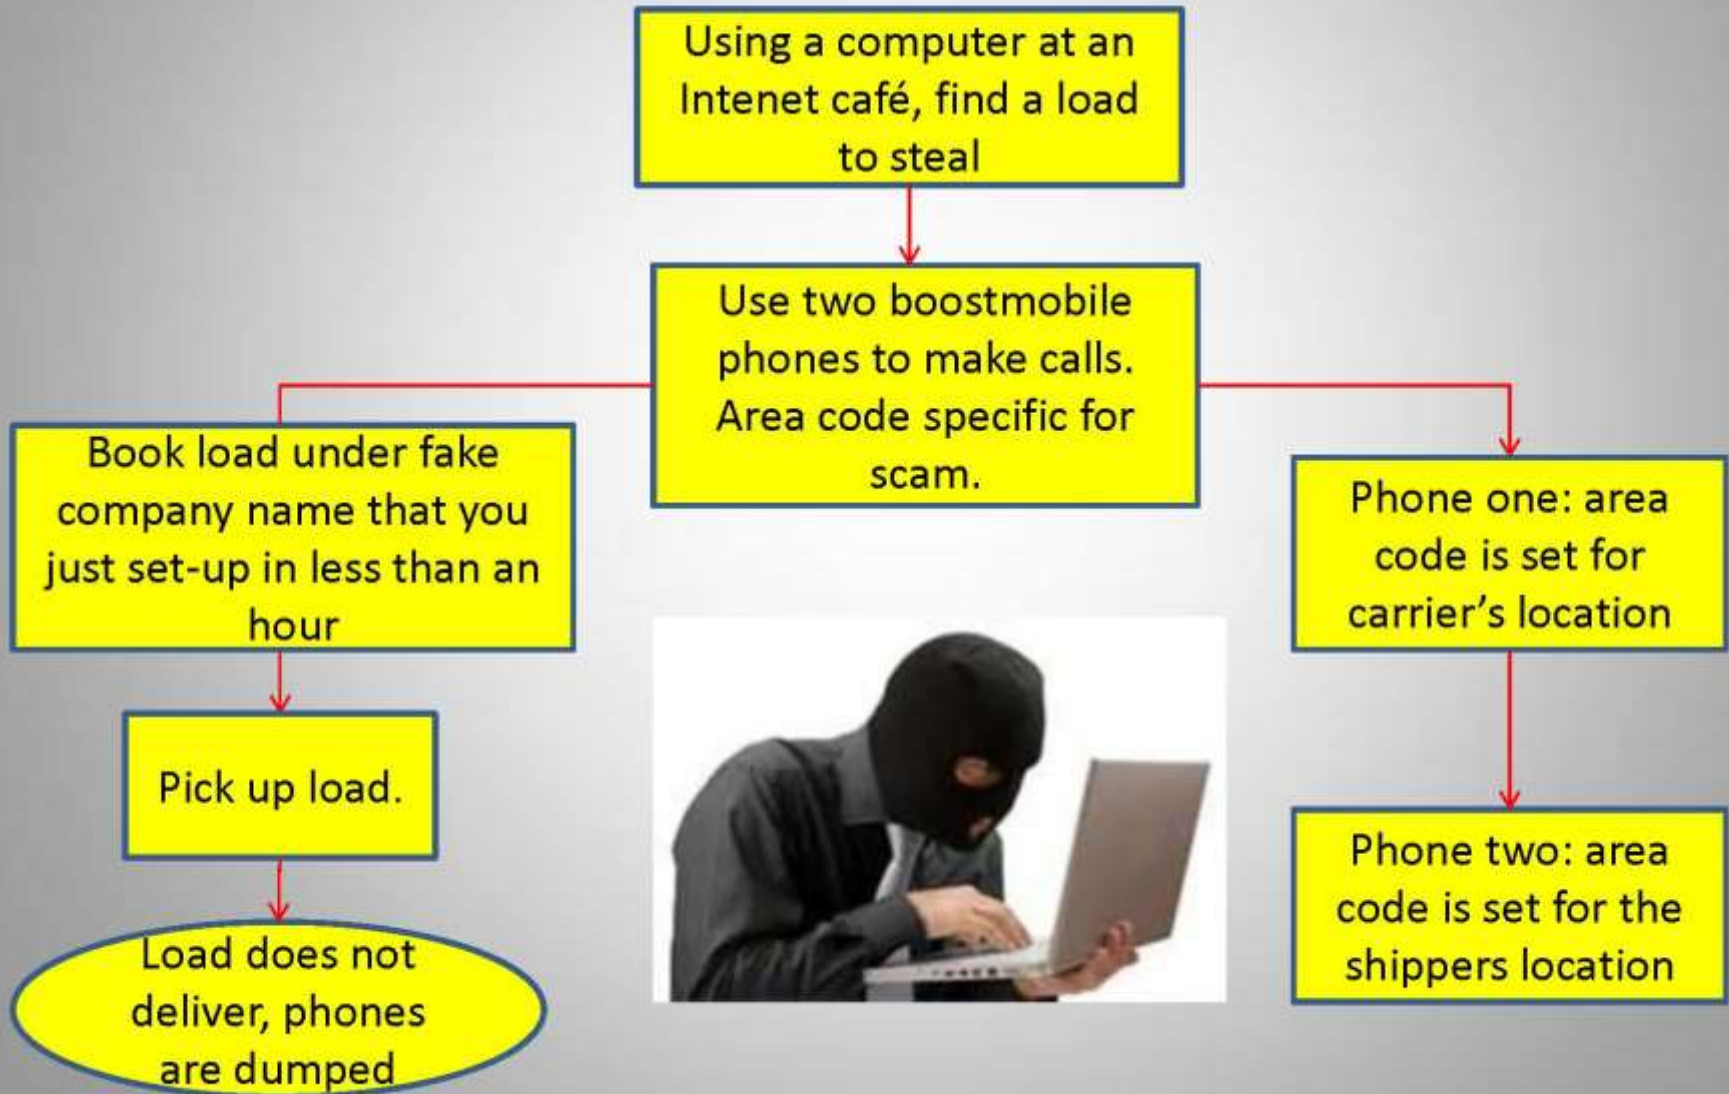 Using a computer at an
Intenet café, find a load
to steal
Use two boostmobile
phones to make calls.
Area code specific for
scam.
Book load under fake
company name that you
just set-up in less than an
hour
Pick up load.
Load does not
deliver, phones
are dumped
Phone one: area
code is set for
carrier’s location
Phone two: area
code is set for the
shippers location